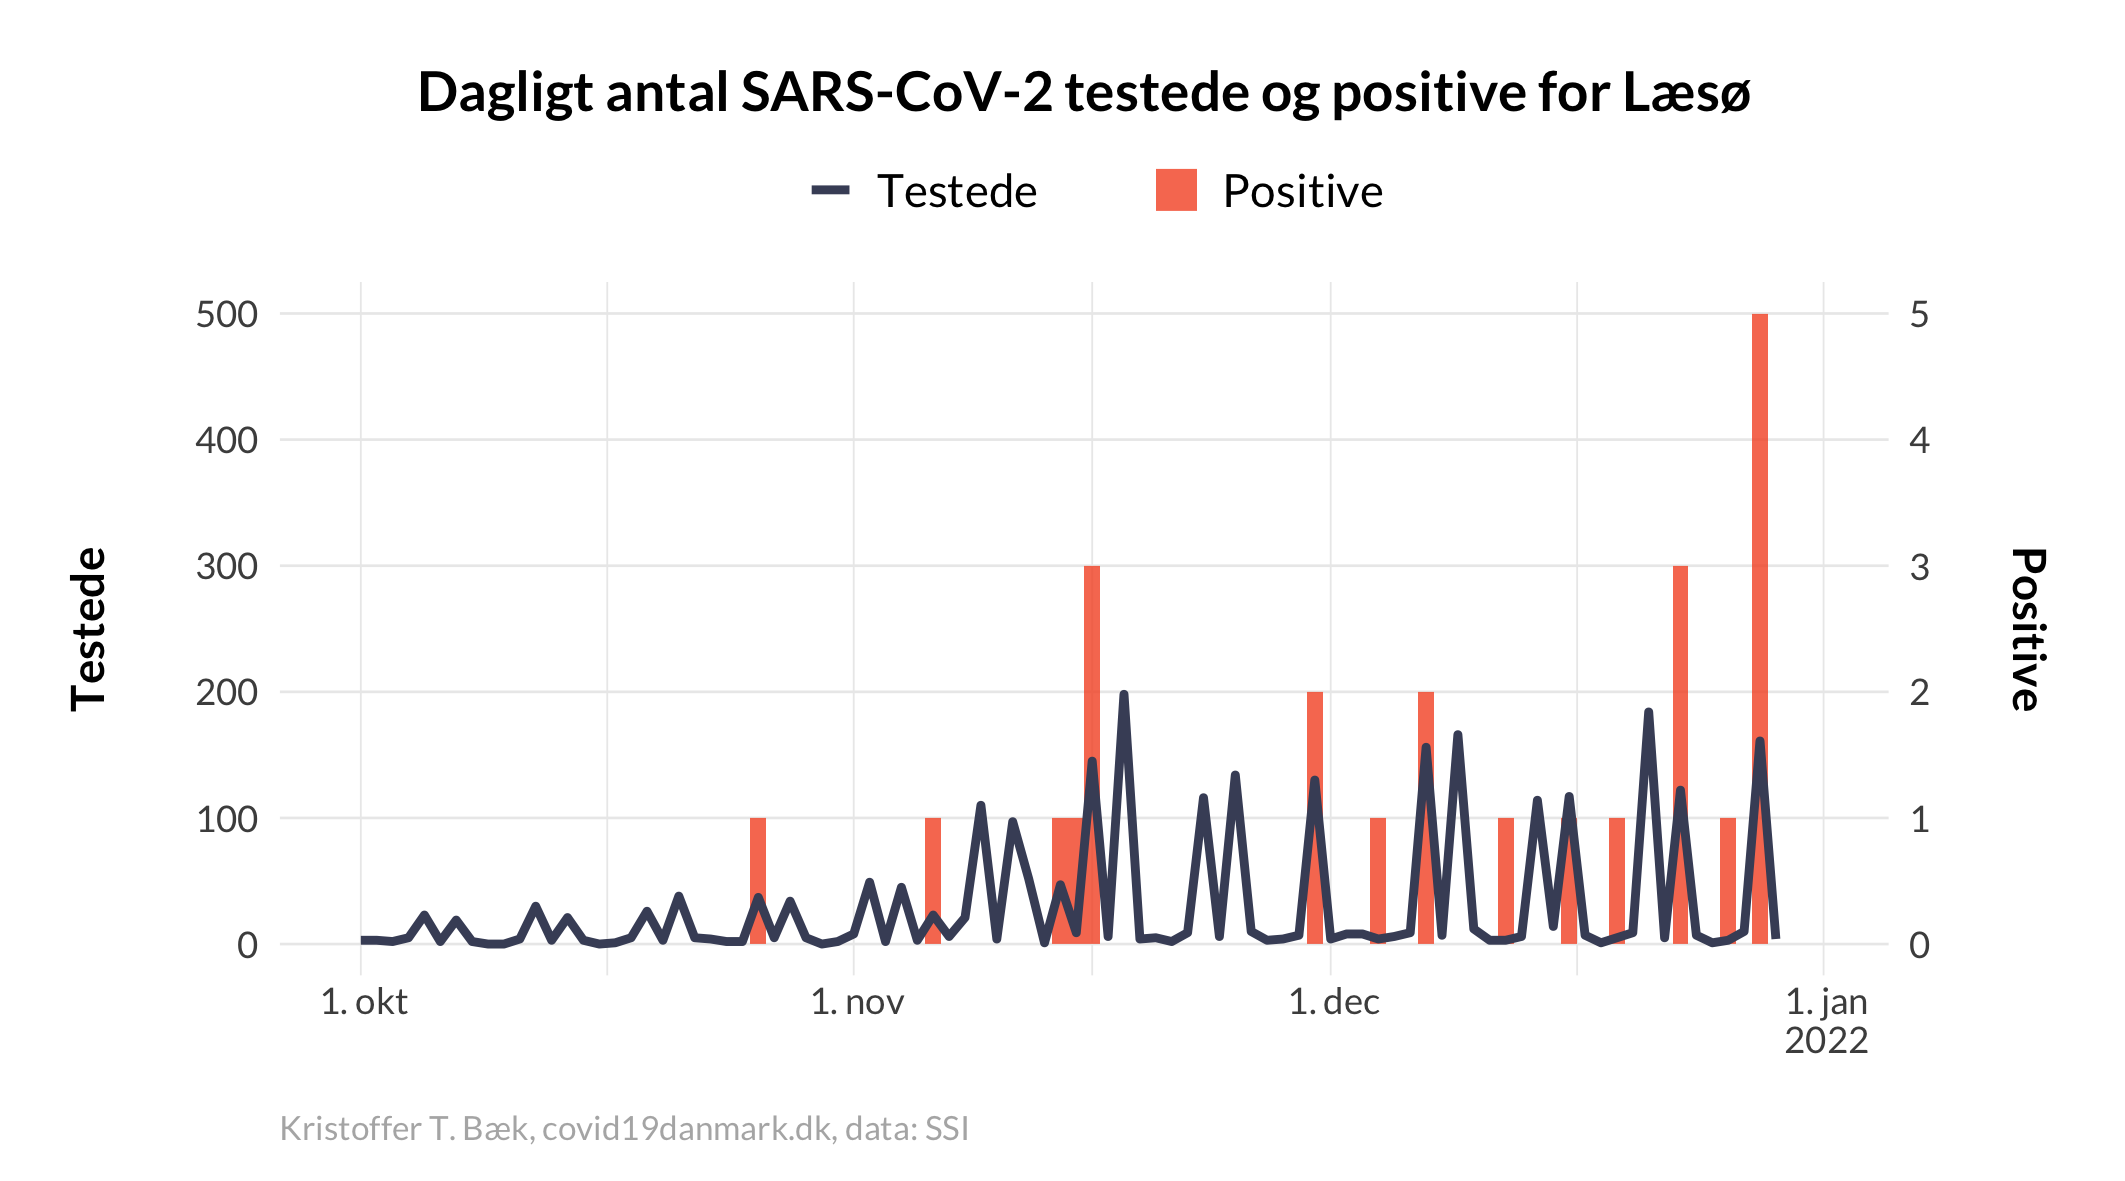 Dagligt antal SARS-CoV-2 testede og positive for Læsø
Testede
Positive
500
400
300
200
100
0
5
4
3
2
1
0
Testede
Positive
1. okt
1. nov
1. dec
1. jan
2022
Kristoffer T. Bæk, covid19danmark.dk, data: SSI